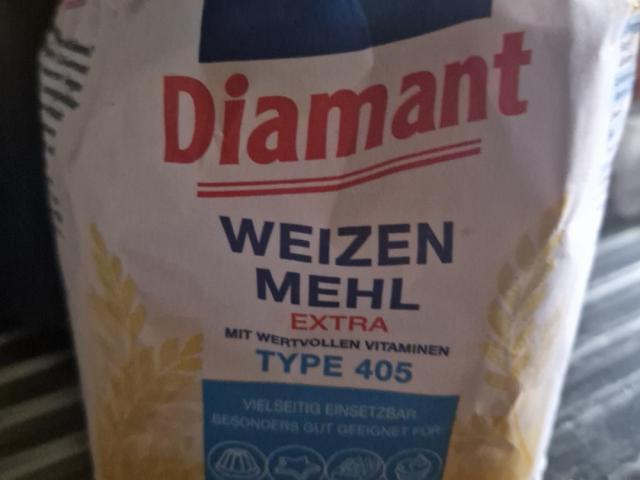 Diamant
WEIZEN
MEHL
EXTRA
MIT WERTVOLLEN VITAMINEN
TYPE 405
VIELSEITIG EINSETZBAR
BESONDERS GUT GEEIGNET FÜR: